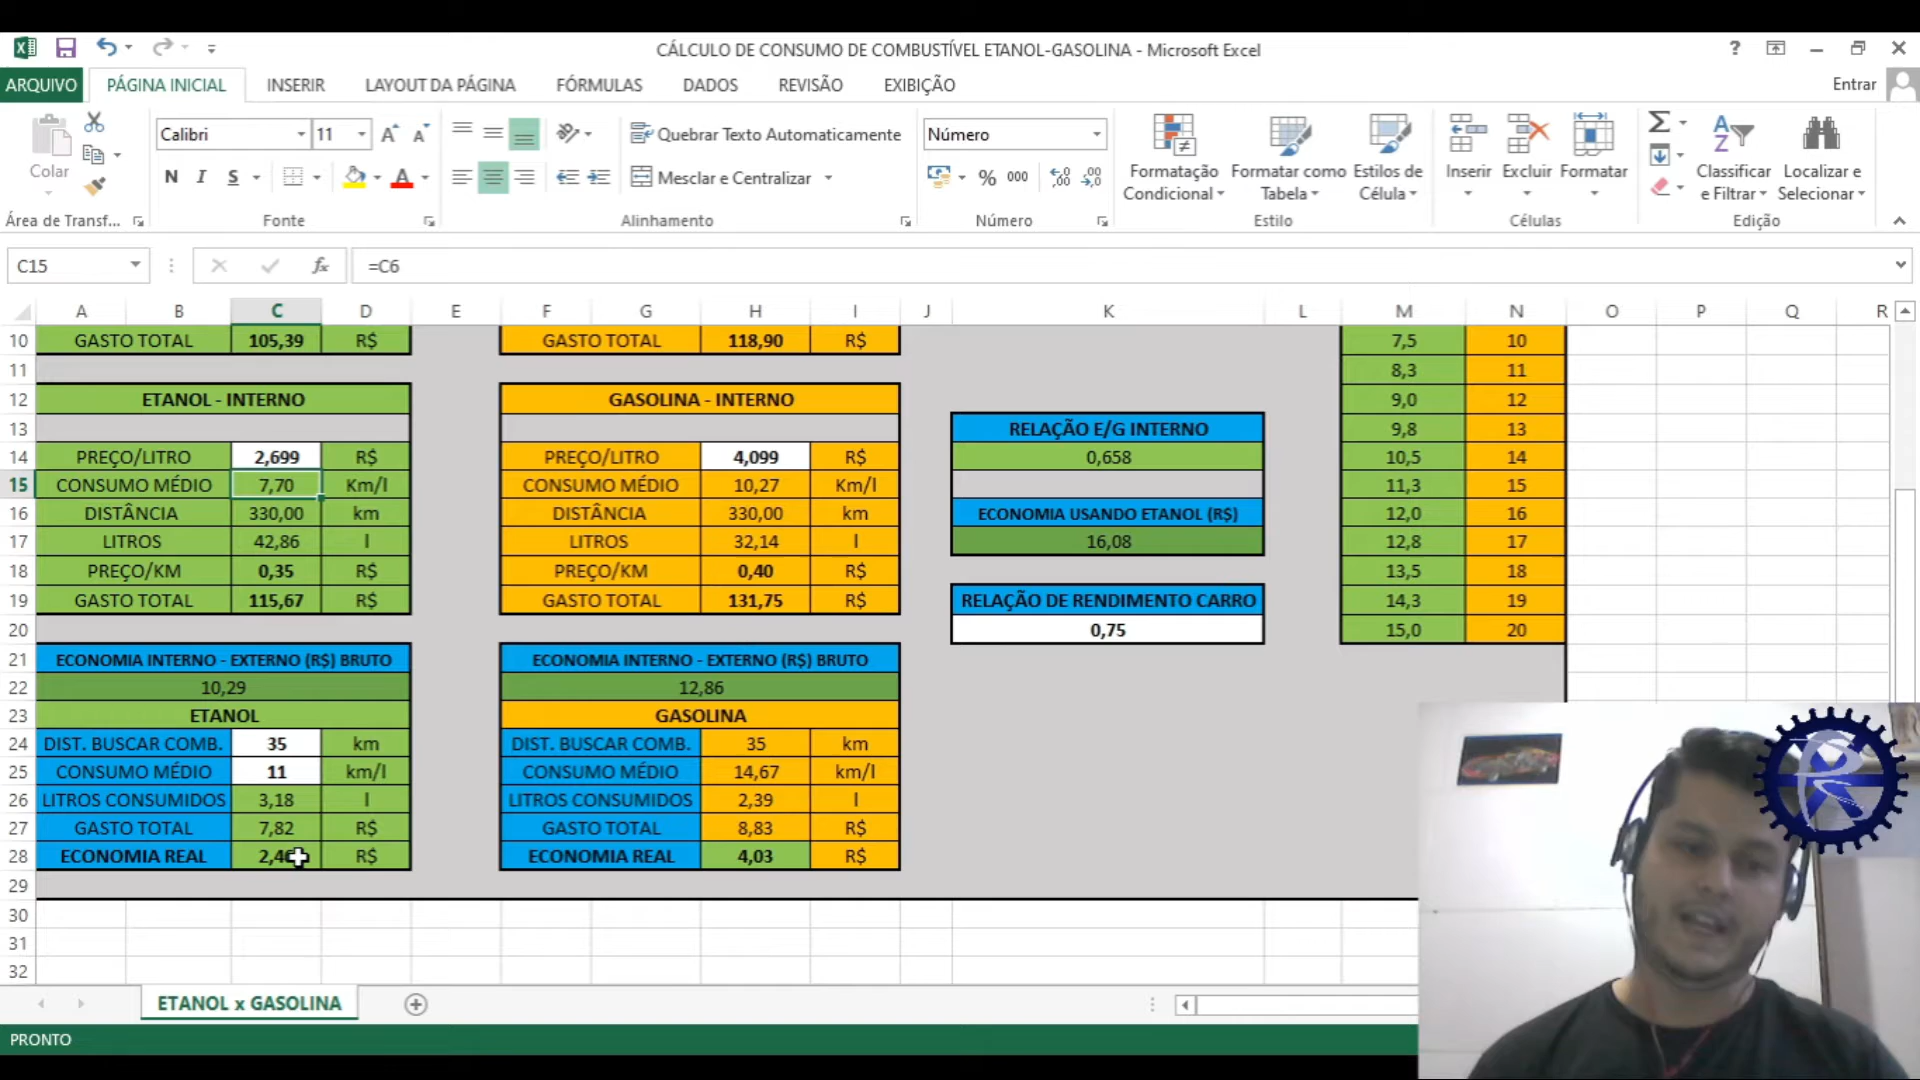 CÁLCULO DE CONSUMO DE COMBUSTÍVEL ETANOL-GASOLINA - Microsoft Excel
?
ARQUIVO PÁGINA INICIAL INSERIR LAYOUT DA PÁGINA FÓRMULAS DADOS REVISÃO EXIBIÇÃO Entrar
Colar
Calibri 11 A A
N I S A
Quebrar Texto Automaticamente
Mesclar e Centralizar
Número
% 000
Formatação Condicional
Formatar como Tabela
Estilos de Célula
Inserir Excluir Formatar
Classificar e Filtrar
Localizar e Selecionar
Área de Transf... Fonte Alinhamento Número Estilo Células Edição
C15 fx =C6
A B C D E F G H I J K L M N O P Q R
10 GASTO TOTAL 105,39 R$ GASTO TOTAL 118,90 R$ 7,5 10
11 8,3 11
12 ETANOL - INTERNO GASOLINA - INTERNO 9,0 12
13 RELAÇÃO E/G INTERNO 9,8 13
14 PREÇO/LITRO 2,699 R$ PREÇO/LITRO 4,099 R$ 0,658 10,5 14
15 CONSUMO MÉDIO 7,70 Km/l CONSUMO MÉDIO 10,27 Km/l 11,3 15
16 DISTÂNCIA 330,00 km DISTÂNCIA 330,00 km ECONOMIA USANDO ETANOL (R$) 12,0 16
17 LITROS 42,86 l LITROS 32,14 l 16,08 12,8 17
18 PREÇO/KM 0,35 R$ PREÇO/KM 0,40 R$ 13,5 18
19 GASTO TOTAL 115,67 R$ GASTO TOTAL 131,75 R$ RELAÇÃO DE RENDIMENTO CARRO 14,3 19
20 0,75 15,0 20
21 ECONOMIA INTERNO - EXTERNO (R$) BRUTO ECONOMIA INTERNO - EXTERNO (R$) BRUTO
22 10,29 12,86
23 ETANOL GASOLINA
24 DIST. BUSCAR COMB. 35 km DIST. BUSCAR COMB. 35 km
25 CONSUMO MÉDIO 11 km/l CONSUMO MÉDIO 14,67 km/l
26 LITROS CONSUMIDOS 3,18 l LITROS CONSUMIDOS 2,39 l
27 GASTO TOTAL 7,82 R$ GASTO TOTAL 8,83 R$
28 ECONOMIA REAL R$ ECONOMIA REAL 4,03 R$
29
30
31
32
ETANOL x GASOLINA
PRONTO